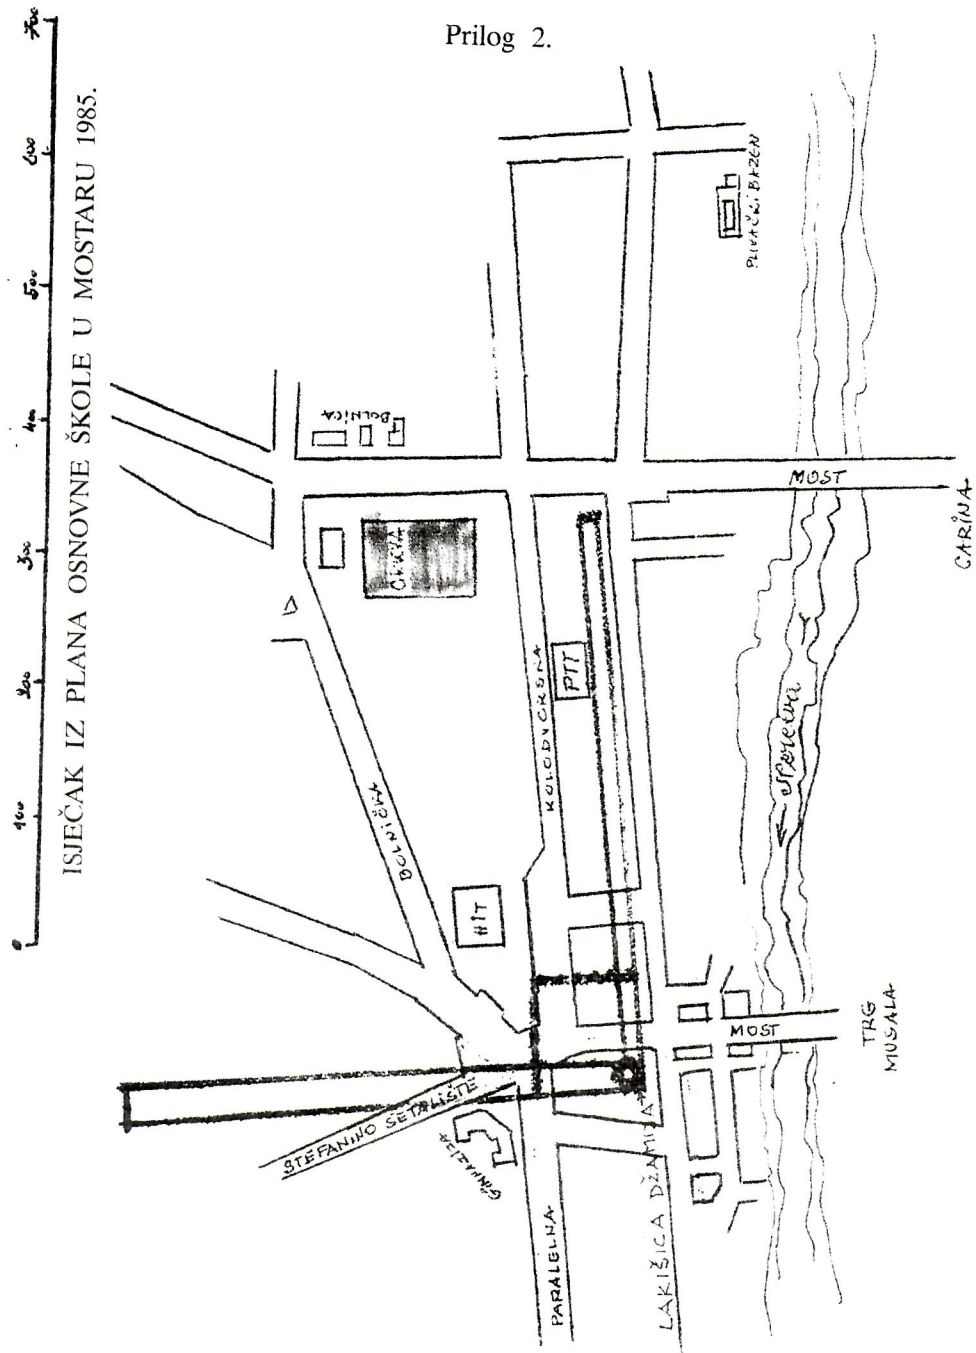 Prilog 2.
ISJEČAK IZ PLANA OSNOVNE ŠKOLE U MOSTARU 1985.
0 100 200 300 400 500 600 700
BOLNICA
CRKVA
PLIVAČKI BAZEN
MOST
CARINA
PTT
KOLODVORSKA
BOLNIČKA
HIT
Neretva
MOST
TRG
MUSALA
STEFANINO ŠETALIŠTE
GIMNAZIJA
PARALELNA
LAKIŠIĆA DŽAMIJA